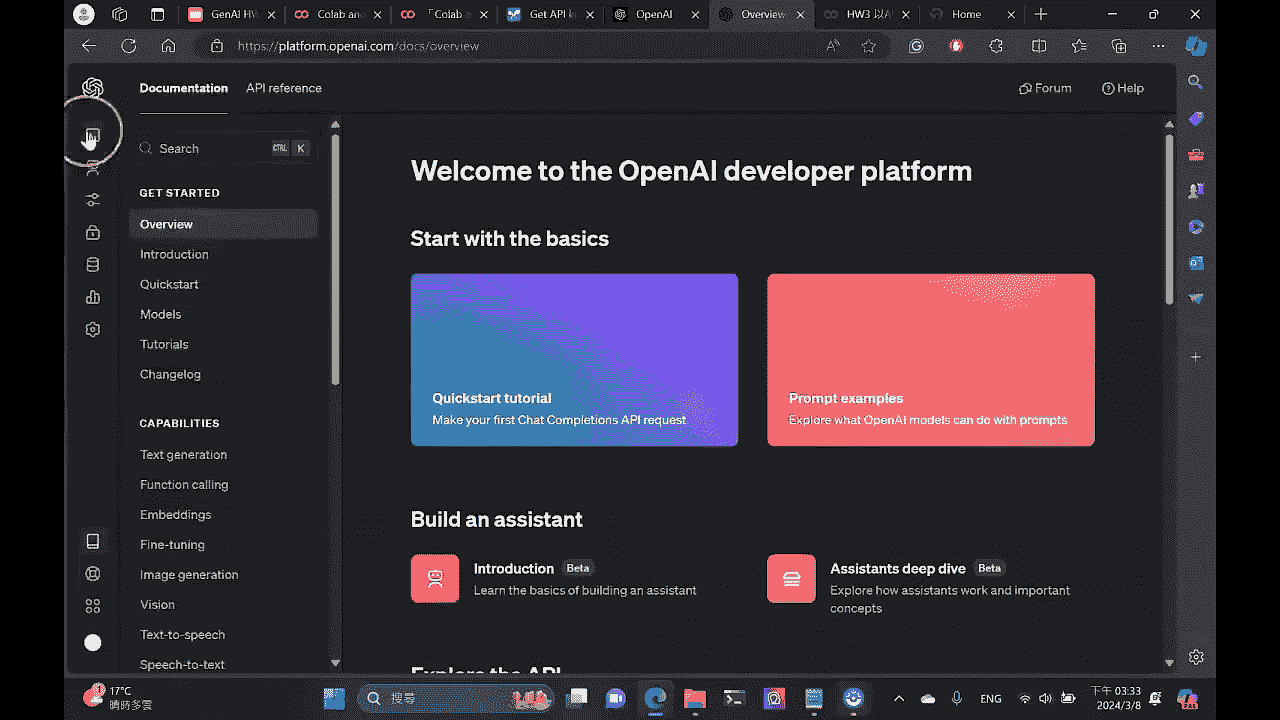 GenAI HW
Colab and
「Colab a
Get API k
OpenAI
Overview
HW3 以A
Home
https://platform.openai.com/docs/overview
Documentation
API reference
Forum
Help
Search
CTRL K
GET STARTED
Overview
Introduction
Quickstart
Models
Tutorials
Changelog
CAPABILITIES
Text generation
Function calling
Embeddings
Fine-tuning
Image generation
Vision
Text-to-speech
Speech-to-text
Welcome to the OpenAI developer platform
Start with the basics
Quickstart tutorial
Make your first Chat Completions API request
Prompt examples
Explore what OpenAI models can do with prompts
Build an assistant
Introduction Beta
Learn the basics of building an assistant
Assistants deep dive Beta
Explore how assistants work and important
concepts
Explore the API
17°C
晴時多雲
搜尋
ENG
下午 03:33
2024/3/8